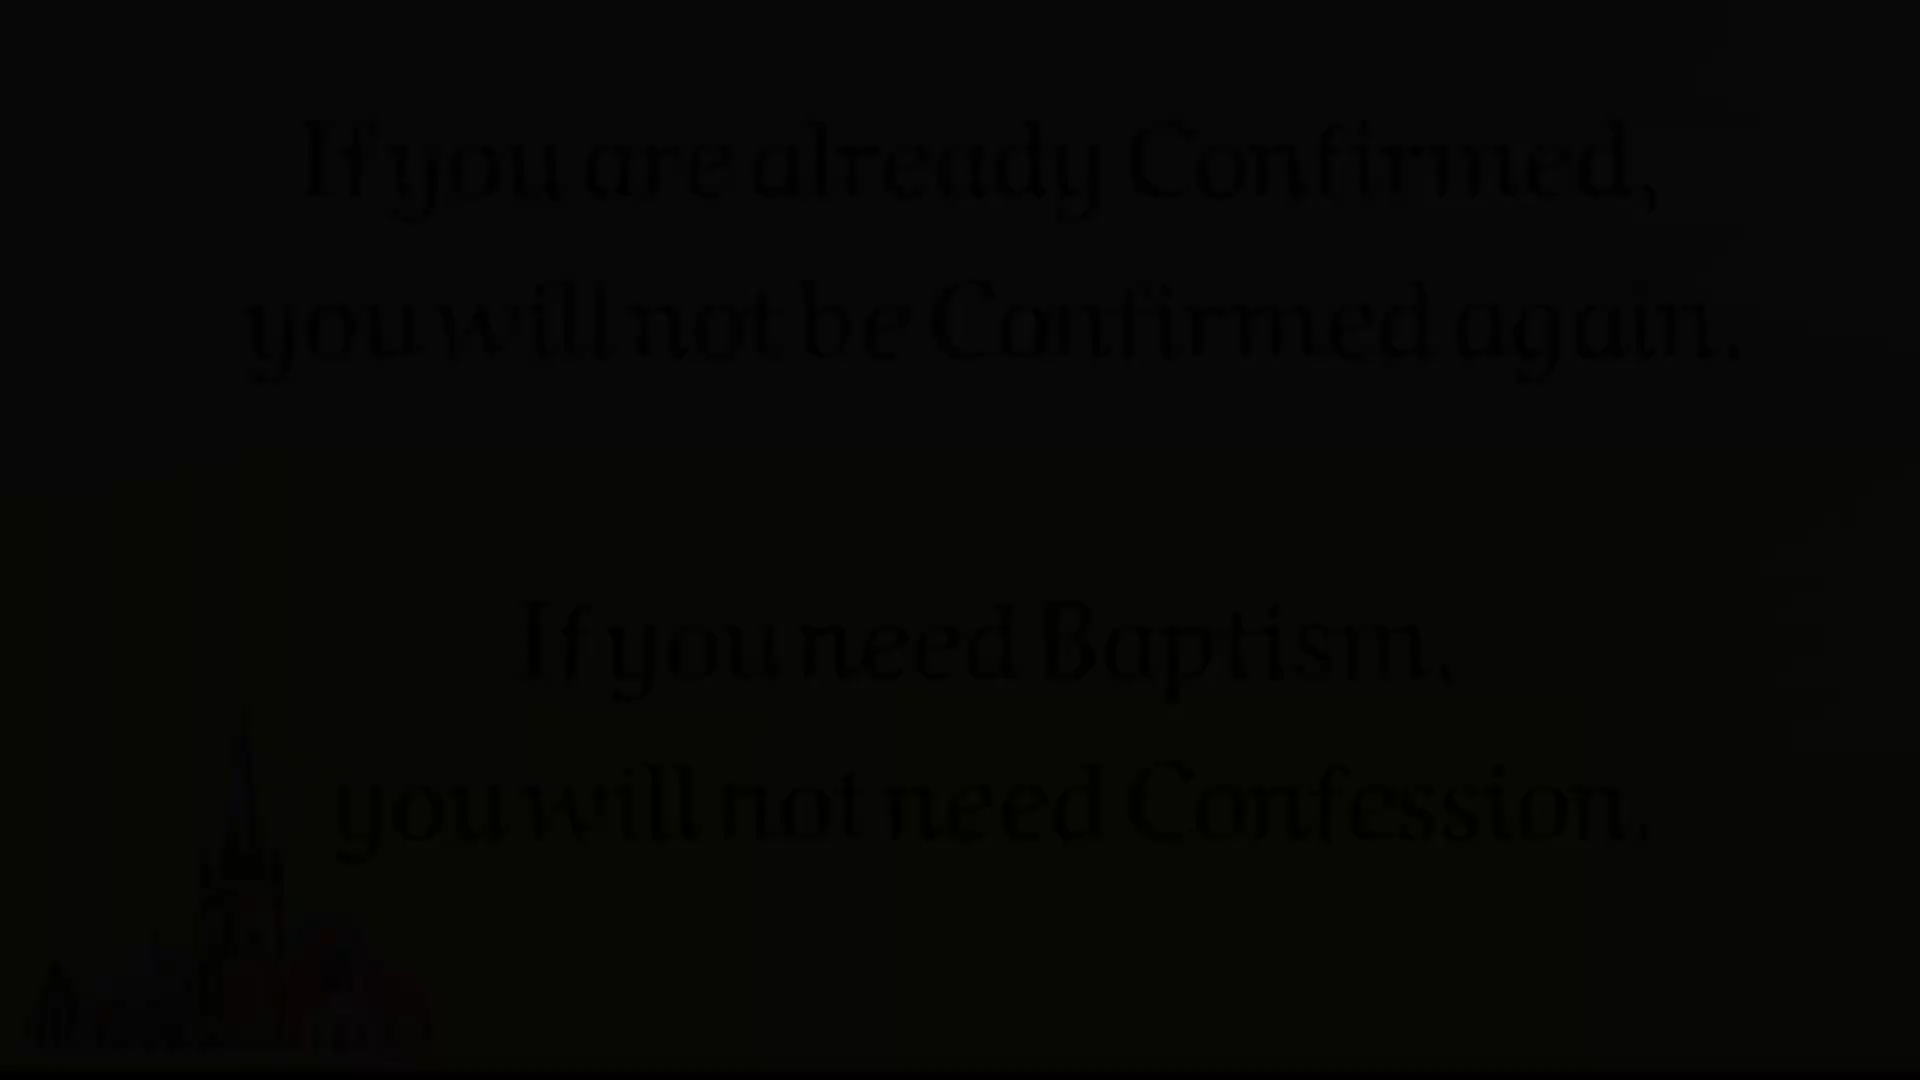 If you are already Confirmed,
you will not be Confirmed again.
If you need Baptism,
you will not need Confession.